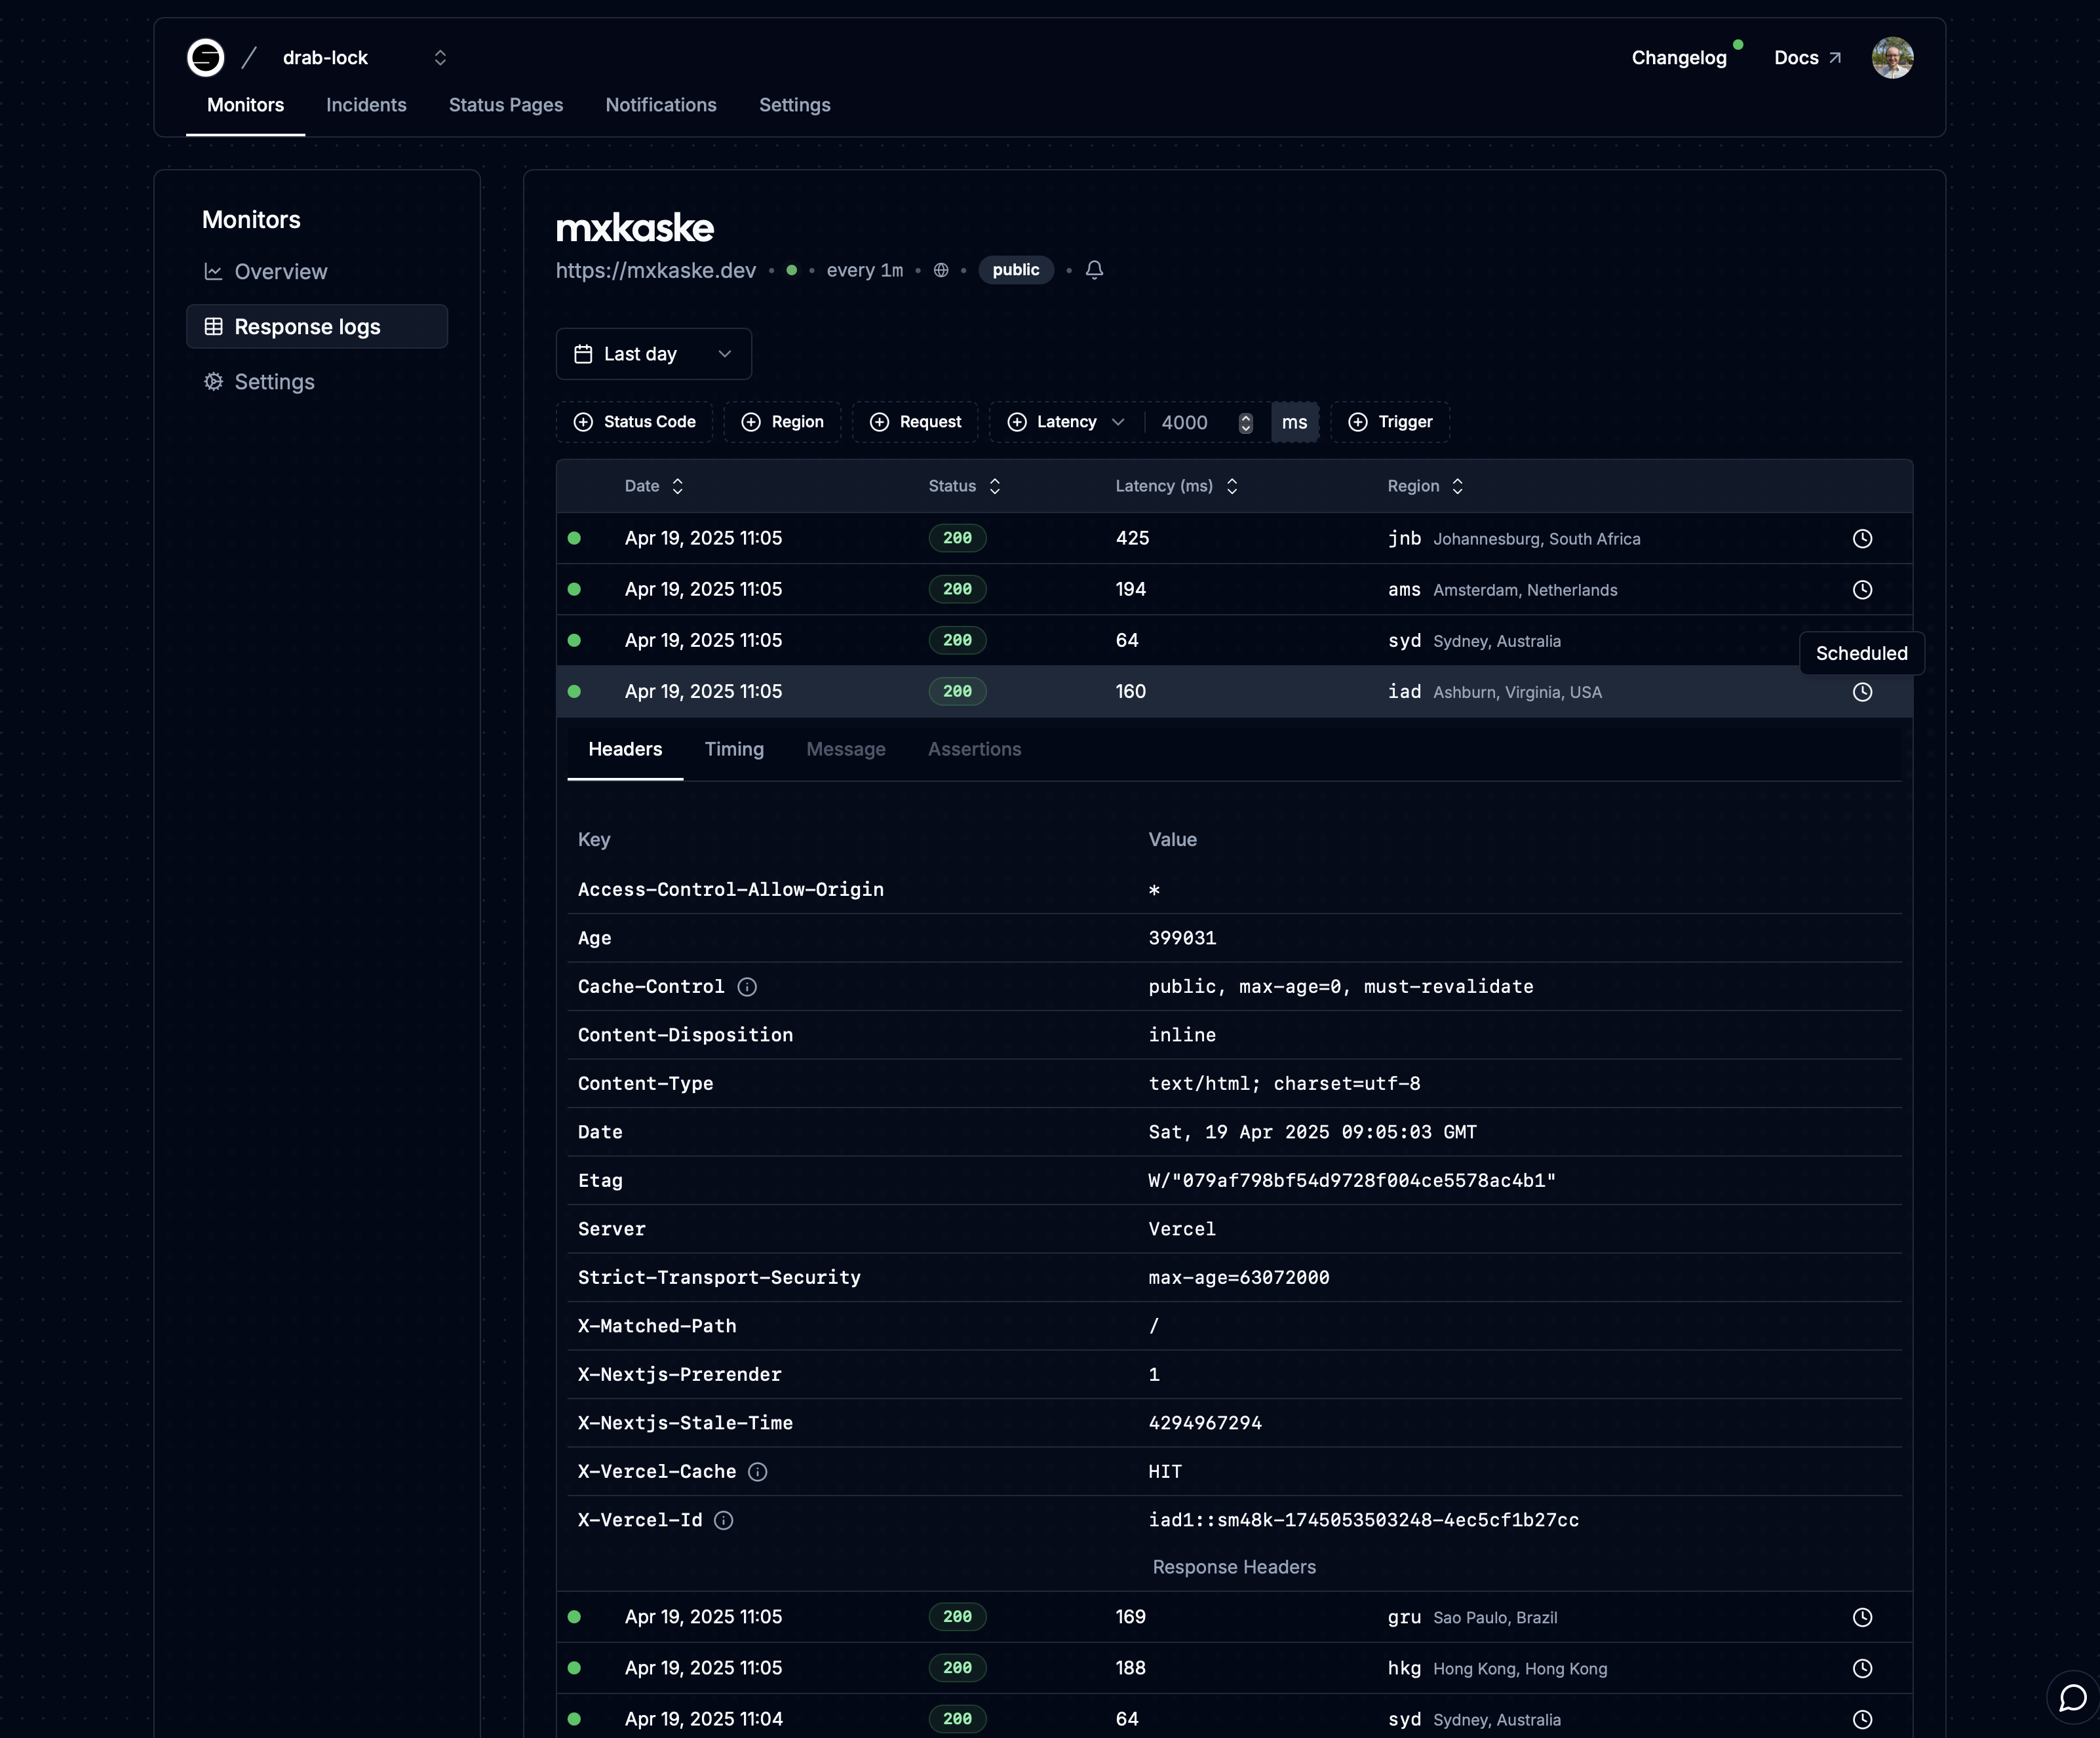 drab-lock
Changelog
Docs
Monitors Incidents Status Pages Notifications Settings
Monitors
Overview
Response logs
Settings
mxkaske
https://mxkaske.dev • • every 1m • • public •
Last day
Status Code Region Request Latency 4000 ms Trigger
Date Status Latency (ms) Region
Apr 19, 2025 11:05 200 425 jnb Johannesburg, South Africa
Apr 19, 2025 11:05 200 194 ams Amsterdam, Netherlands
Apr 19, 2025 11:05 200 64 syd Sydney, Australia
Scheduled
Apr 19, 2025 11:05 200 160 iad Ashburn, Virginia, USA
Headers Timing Message Assertions
Key Value
Access-Control-Allow-Origin *
Age 399031
Cache-Control public, max-age=0, must-revalidate
Content-Disposition inline
Content-Type text/html; charset=utf-8
Date Sat, 19 Apr 2025 09:05:03 GMT
Etag W/"079af798bf54d9728f004ce5578ac4b1"
Server Vercel
Strict-Transport-Security max-age=63072000
X-Matched-Path /
X-Nextjs-Prerender 1
X-Nextjs-Stale-Time 4294967294
X-Vercel-Cache HIT
X-Vercel-Id iad1::sm48k-1745053503248-4ec5cf1b27cc
Response Headers
Apr 19, 2025 11:05 200 169 gru Sao Paulo, Brazil
Apr 19, 2025 11:05 200 188 hkg Hong Kong, Hong Kong
Apr 19, 2025 11:04 200 64 syd Sydney, Australia